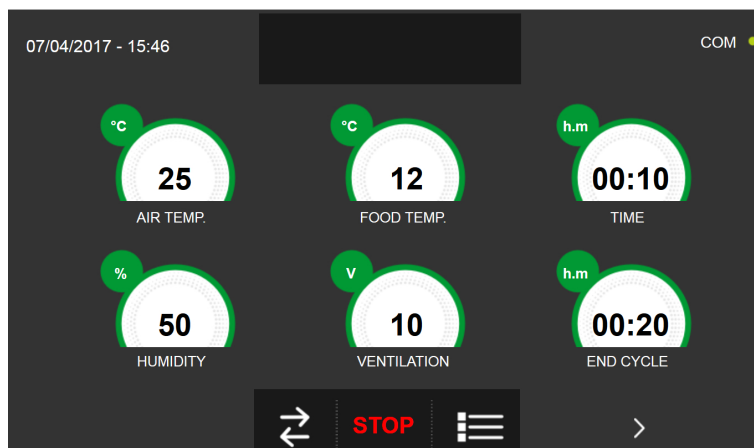 07/04/2017 - 15:46
COM
°C
°C
h.m
25
12
00:10
AIR TEMP.
FOOD TEMP.
TIME
%
V
h.m
50
10
00:20
HUMIDITY
VENTILATION
END CYCLE
STOP